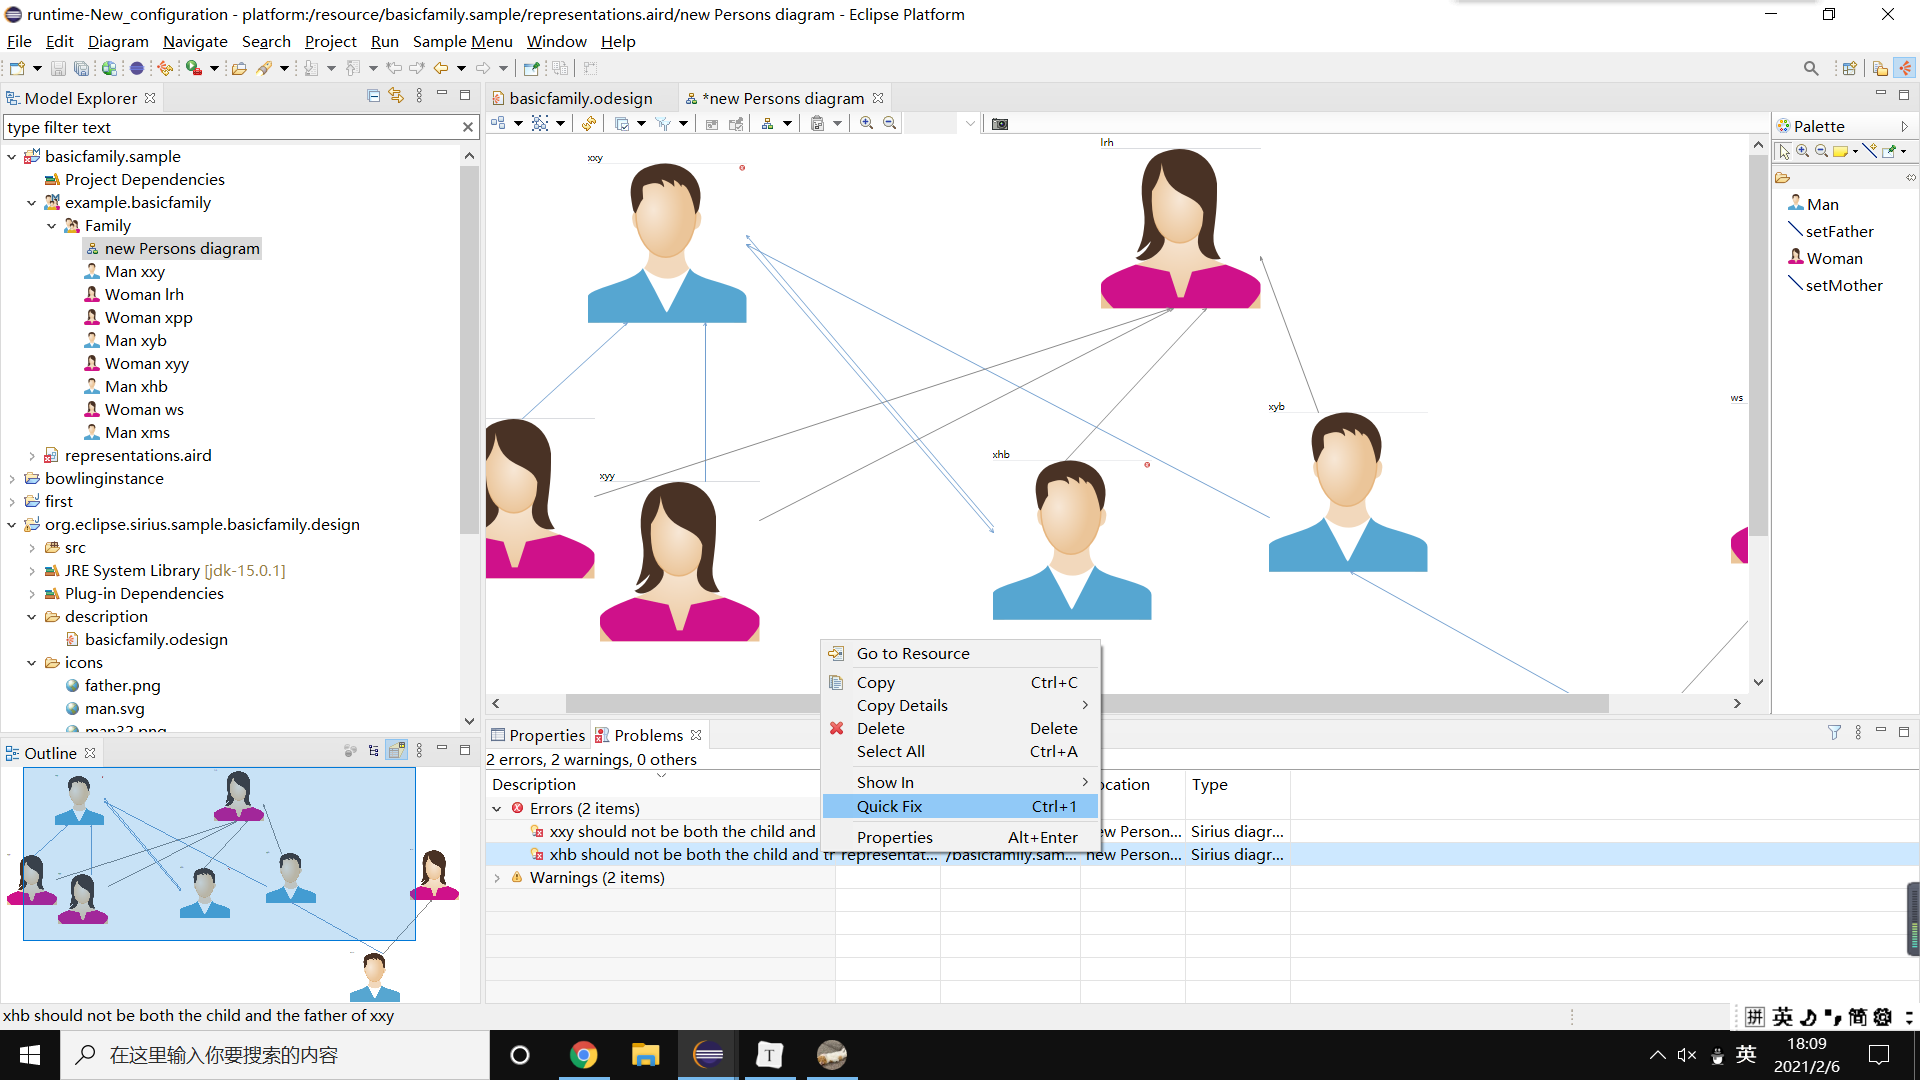 runtime-New_configuration - platform:/resource/basicfamily.sample/representations.aird/new Persons diagram - Eclipse Platform
File Edit Diagram Navigate Search Project Run Sample Menu Window Help
Model Explorer
type filter text
basicfamily.sample
Project Dependencies
example.basicfamily
Family
new Persons diagram
Man xxy
Woman lrh
Woman xpp
Man xyb
Woman xyy
Man xhb
Woman ws
Man xms
representations.aird
bowlinginstance
first
org.eclipse.sirius.sample.basicfamily.design
src
JRE System Library [jdk-15.0.1]
Plug-in Dependencies
description
basicfamily.odesign
icons
father.png
man.svg
man32.png
Outline
basicfamily.odesign
*new Persons diagram
xxy
lrh
xyb
ws
xhb
xyy
Palette
Man
setFather
Woman
setMother
Go to Resource
Copy Ctrl+C
Copy Details
Delete Delete
Select All Ctrl+A
Show In
Quick Fix Ctrl+1
Properties Alt+Enter
Properties Problems
2 errors, 2 warnings, 0 others
Description ocation Type
Errors (2 items)
xxy should not be both the child and ew Person... Sirius diagr...
xhb should not be both the child and tr representat... /basicfamily.sam... new Person... Sirius diagr...
Warnings (2 items)
xhb should not be both the child and the father of xxy
拼 英 简
在这里输入你要搜索的内容
T
英
18:09
2021/2/6